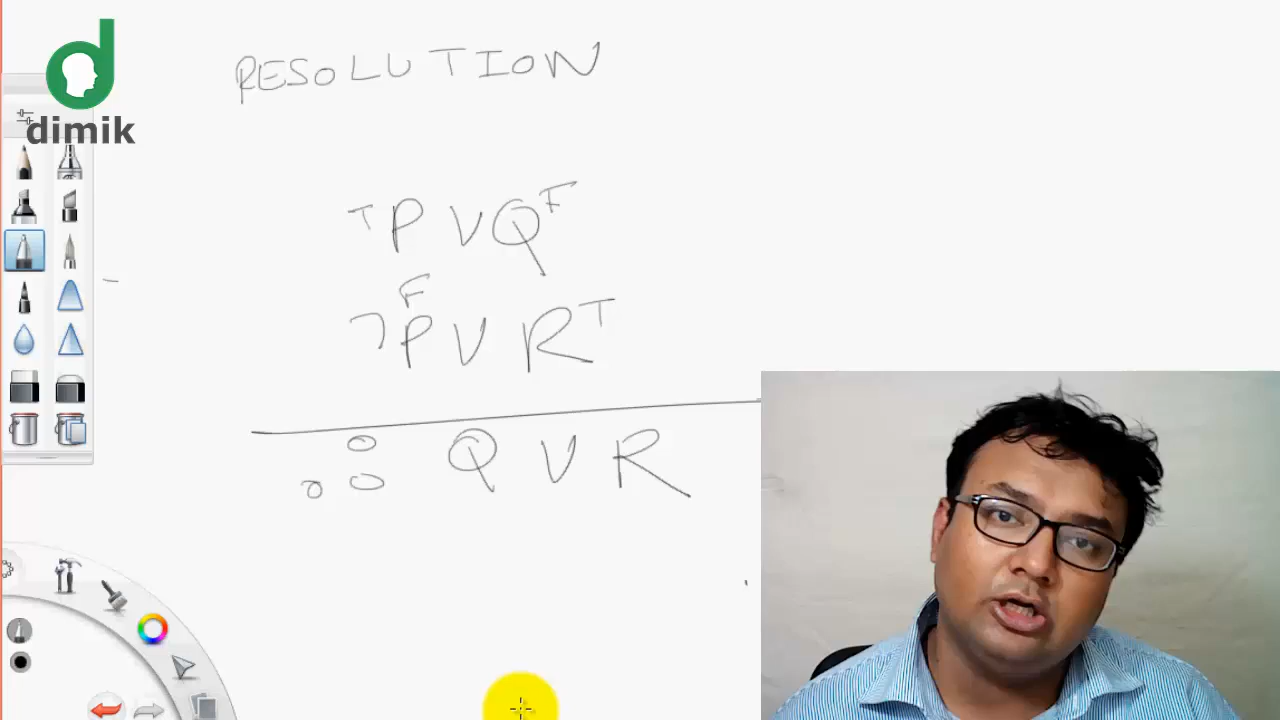 dimik
RESOLUTION
T P V Q F
F
¬P V R T
∴ Q V R